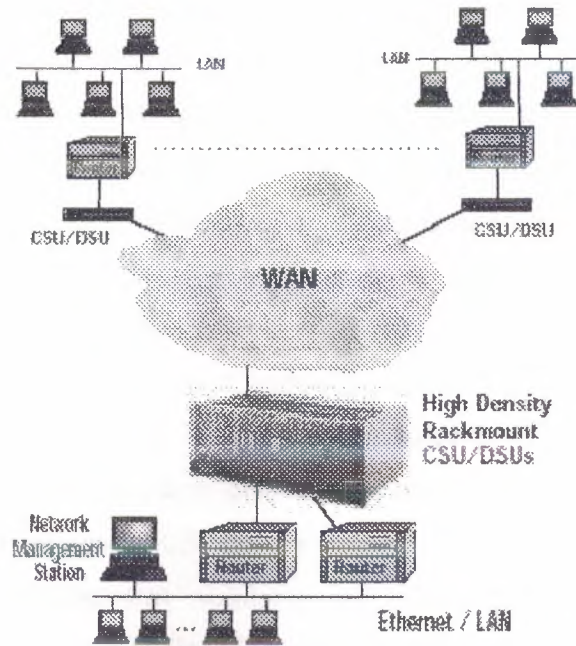 LAN
LAN
CSU/DSU
CSU/DSU
WAN
High Density
Rackmount
CSU/DSUs
Network
Management
Station
Router
Router
...
Ethernet / LAN